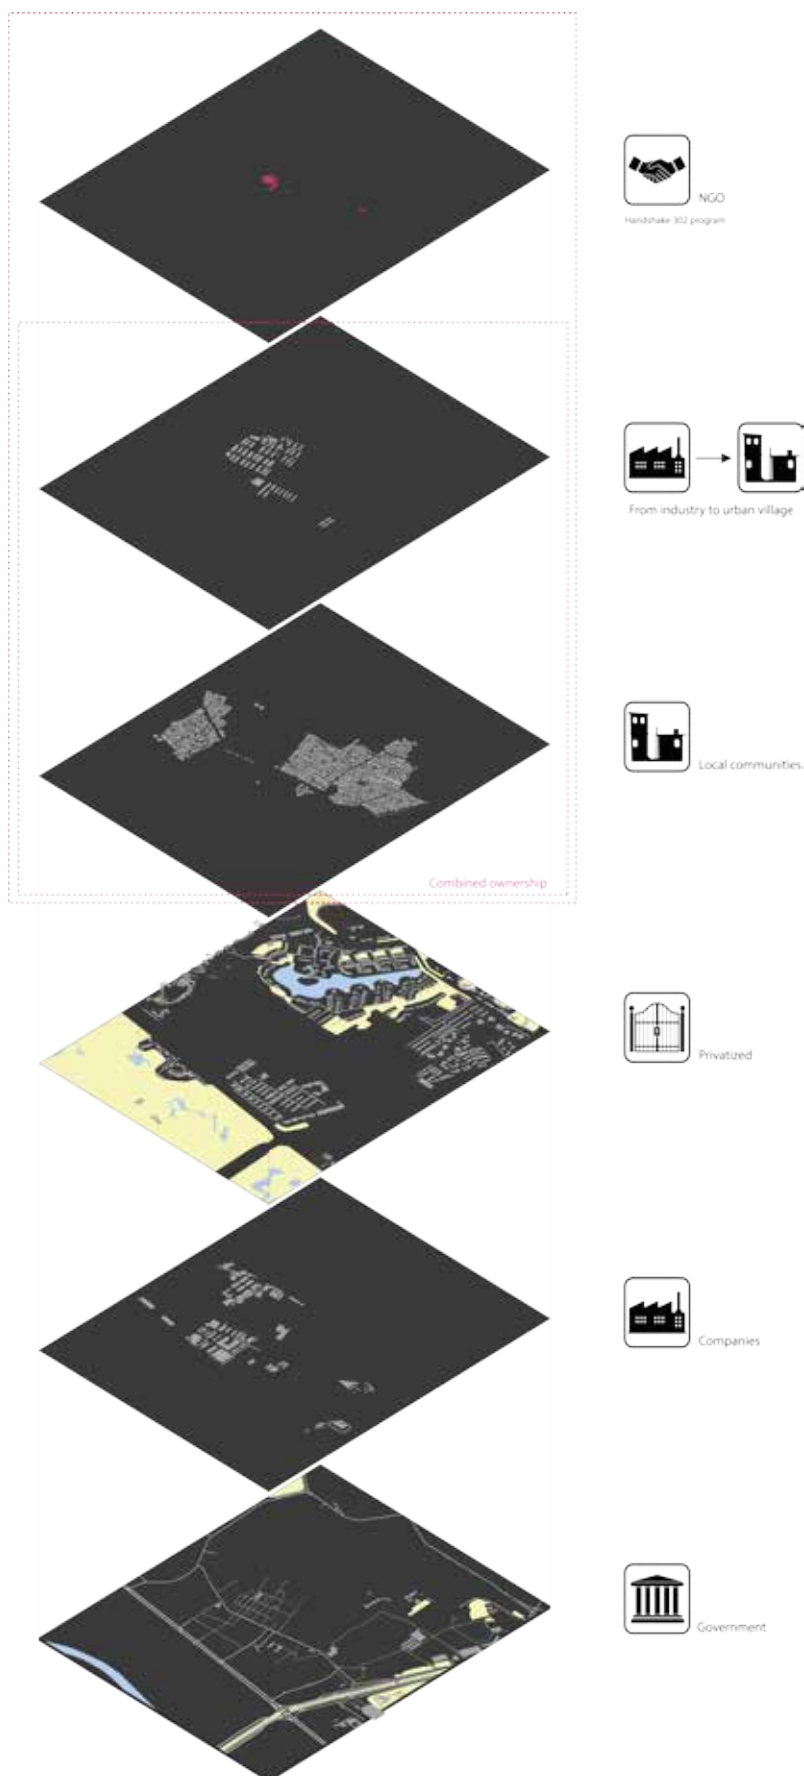 NGO
Handshake 302 program
From industry to urban village
Local communities.
Combined ownership
Privatized
Companies
Government